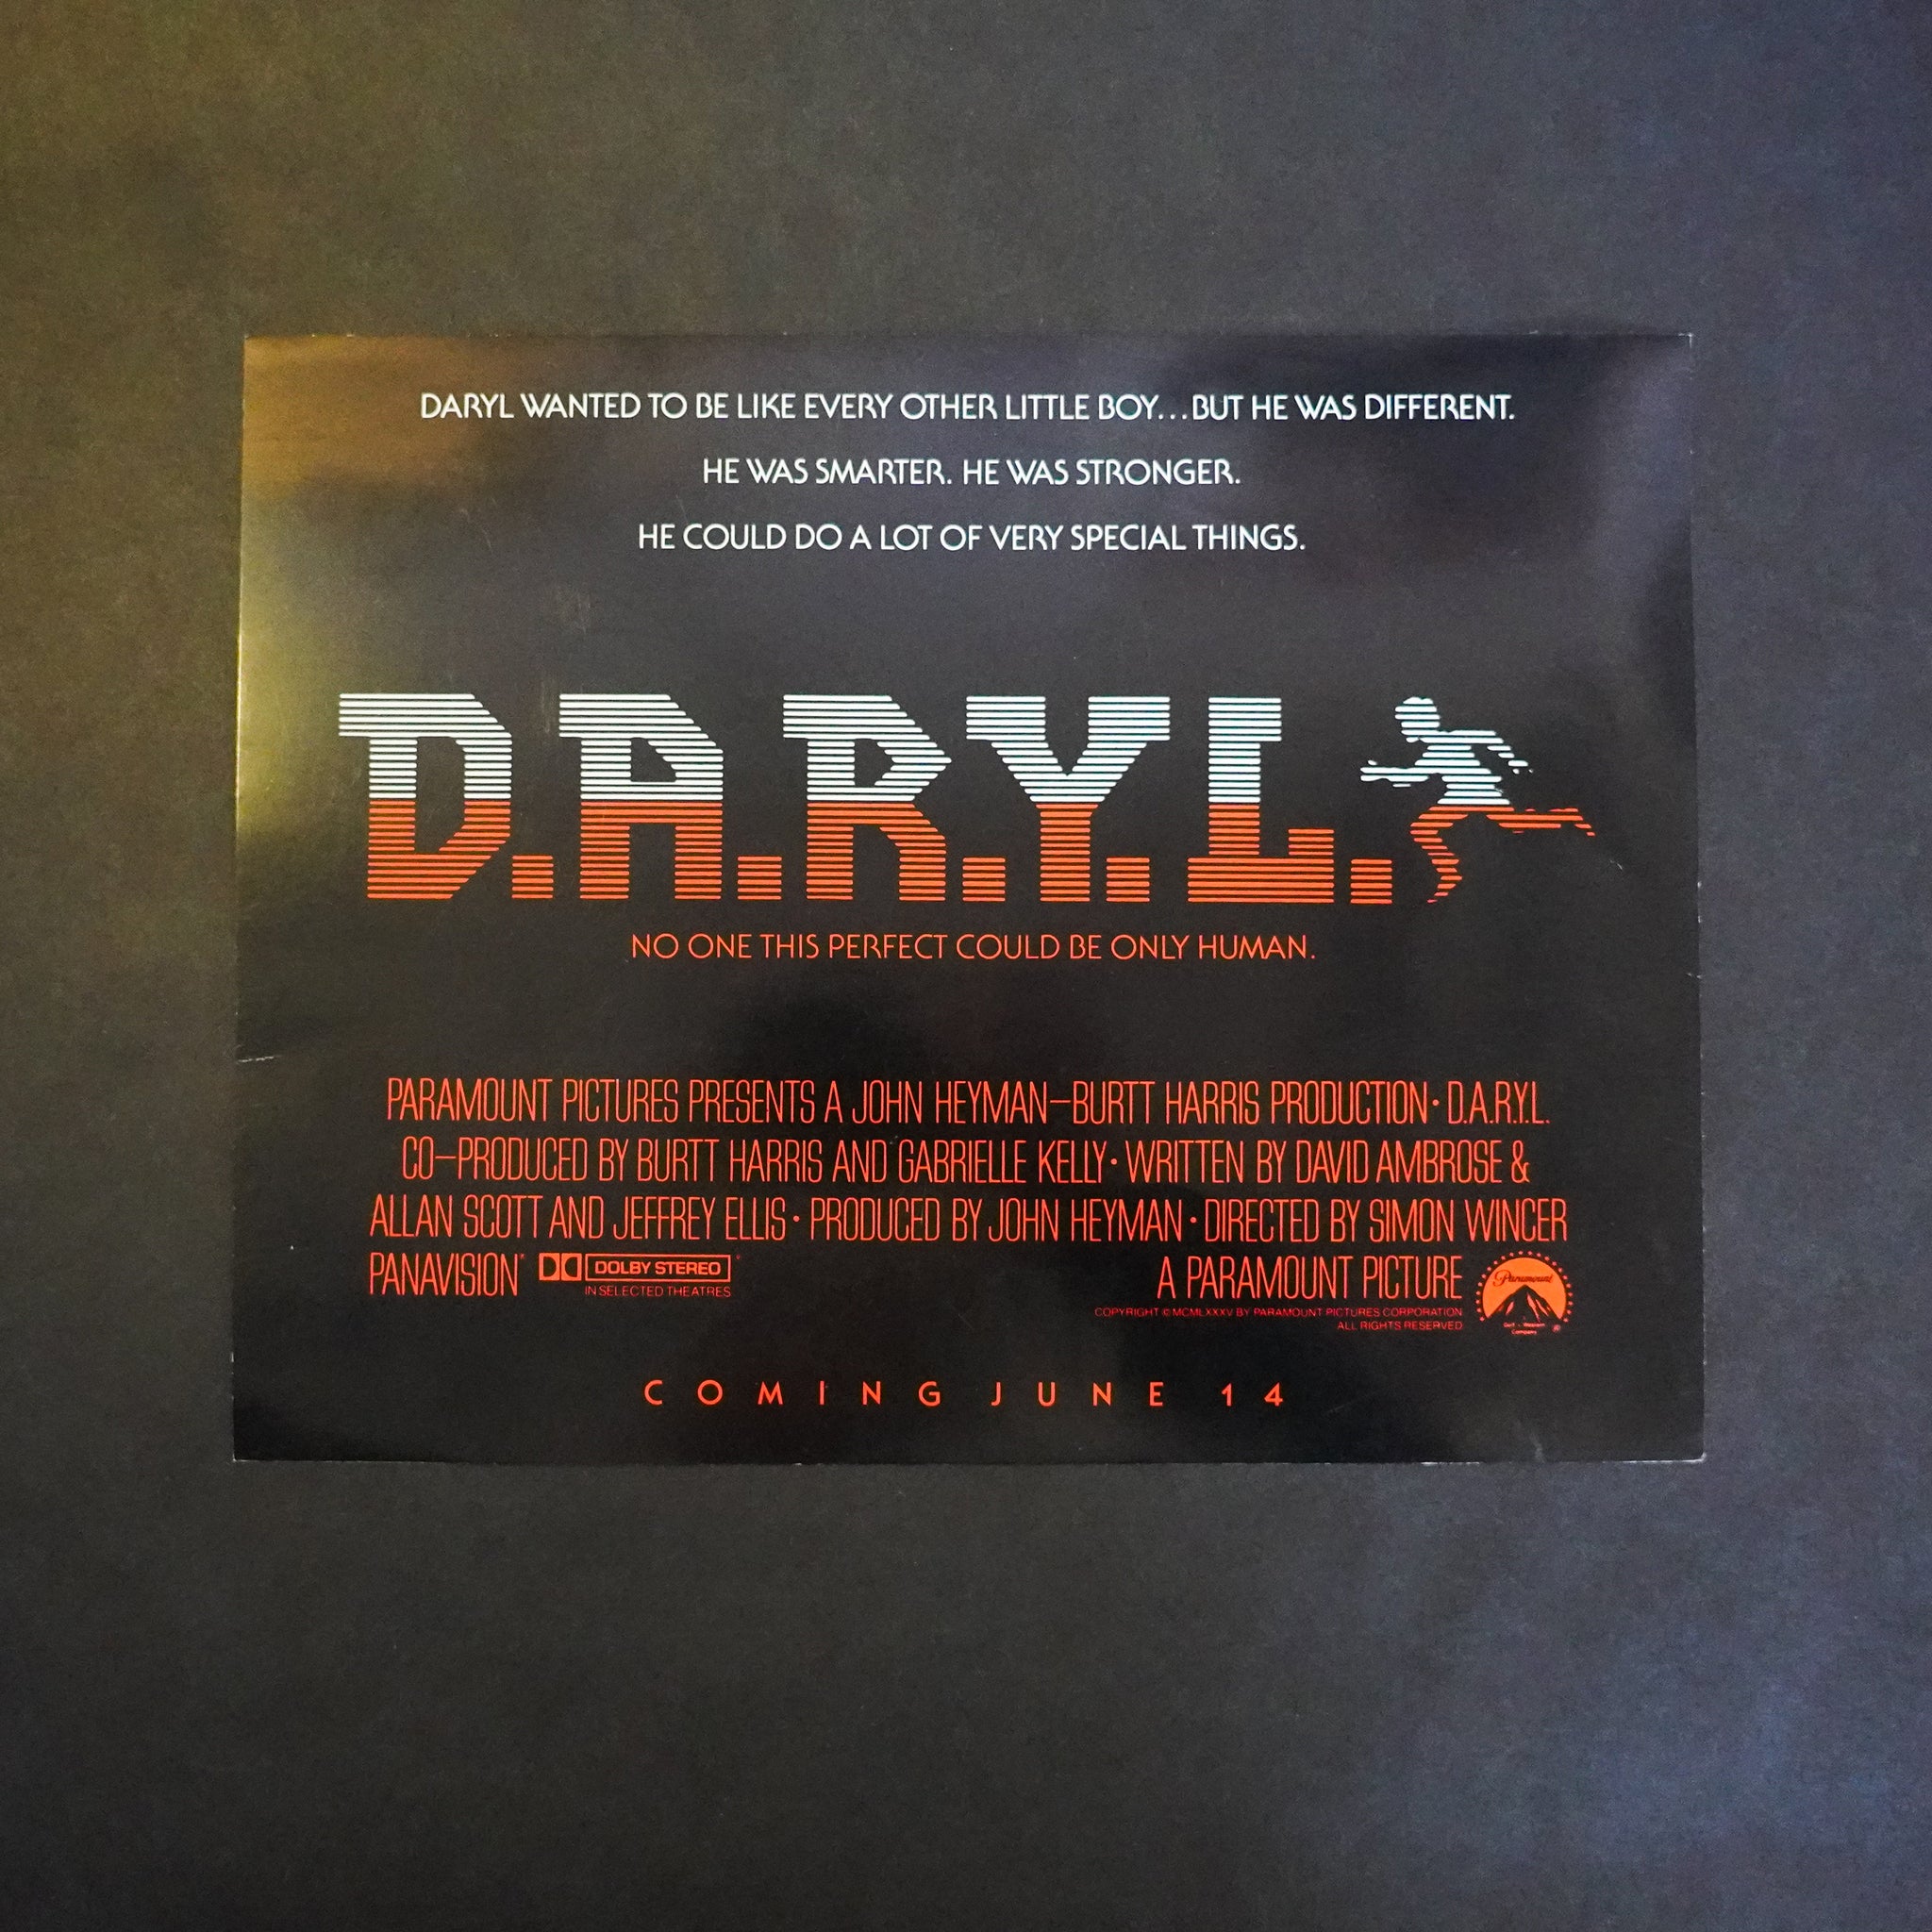 DARYL WANTED TO BE LIKE EVERY OTHER LITTLE BOY...BUT HE WAS DIFFERENT.
HE WAS SMARTER. HE WAS STRONGER.
HE COULD DO A LOT OF VERY SPECIAL THINGS.
D.A.R.Y.L.
NO ONE THIS PERFECT COULD BE ONLY HUMAN.
PARAMOUNT PICTURES PRESENTS A JOHN HEYMAN—BURTT HARRIS PRODUCTION • D.A.R.Y.L.
CO—PRODUCED BY BURTT HARRIS AND GABRIELLE KELLY • WRITTEN BY DAVID AMBROSE &
ALLAN SCOTT AND JEFFREY ELLIS • PRODUCED BY JOHN HEYMAN • DIRECTED BY SIMON WINCER
PANAVISION® DOLBY STEREO®
IN SELECTED THEATRES
A PARAMOUNT PICTURE
COPYRIGHT © MCMLXXXV BY PARAMOUNT PICTURES CORPORATION
ALL RIGHTS RESERVED
Paramount
Gulf + Western
Company
®
COMING JUNE 14